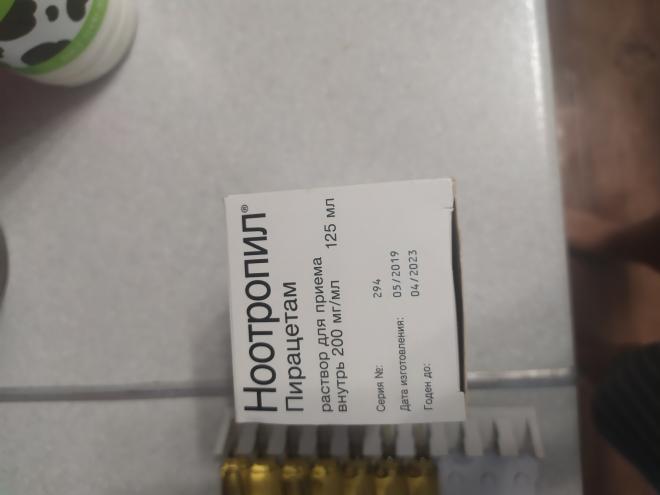 Ноотропил®
Пирацетам
раствор для приема
внутрь 200 мг/мл 125 мл
Серия №: 294
Дата изготовления: 05/2019
Годен до: 04/2023